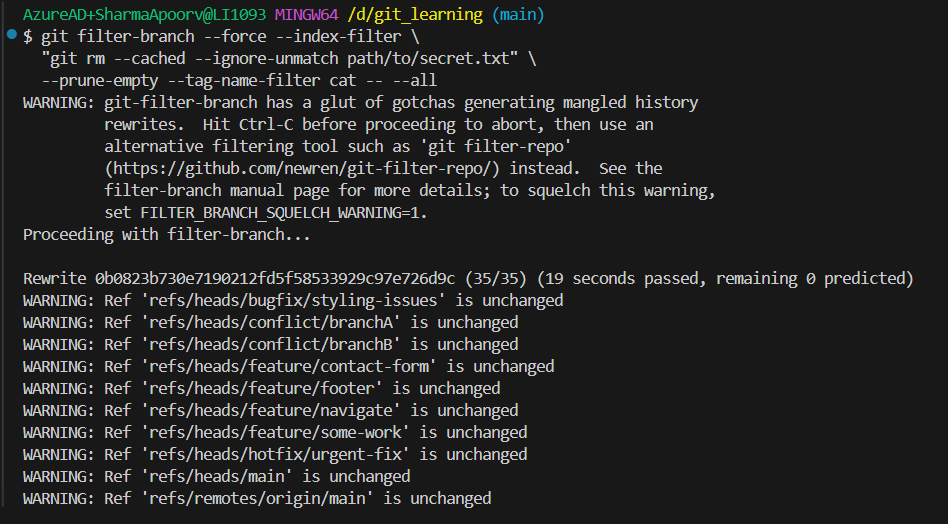 AzureAD+SharmaApoorv@LI1093 MINGW64 /d/git_learning (main)
$ git filter-branch --force --index-filter \
"git rm --cached --ignore-unmatch path/to/secret.txt" \
--prune-empty --tag-name-filter cat -- --all
WARNING: git-filter-branch has a glut of gotchas generating mangled history
rewrites.  Hit Ctrl-C before proceeding to abort, then use an
alternative filtering tool such as 'git filter-repo'
(https://github.com/newren/git-filter-repo/) instead.  See the
filter-branch manual page for more details; to squelch this warning,
set FILTER_BRANCH_SQUELCH_WARNING=1.
Proceeding with filter-branch...
Rewrite 0b0823b730e7190212fd5f58533929c97e726d9c (35/35) (19 seconds passed, remaining 0 predicted)
WARNING: Ref 'refs/heads/bugfix/styling-issues' is unchanged
WARNING: Ref 'refs/heads/conflict/branchA' is unchanged
WARNING: Ref 'refs/heads/conflict/branchB' is unchanged
WARNING: Ref 'refs/heads/feature/contact-form' is unchanged
WARNING: Ref 'refs/heads/feature/footer' is unchanged
WARNING: Ref 'refs/heads/feature/navigate' is unchanged
WARNING: Ref 'refs/heads/feature/some-work' is unchanged
WARNING: Ref 'refs/heads/hotfix/urgent-fix' is unchanged
WARNING: Ref 'refs/heads/main' is unchanged
WARNING: Ref 'refs/remotes/origin/main' is unchanged